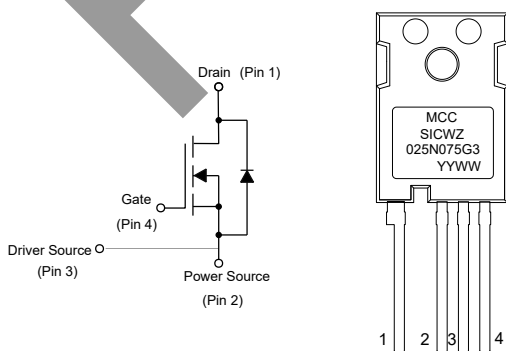 Drain (Pin 1)
Gate
(Pin 4)
Driver Source
(Pin 3)
Power Source
(Pin 2)
MCC
SICWZ
025N075G3
YYWW
1 2 3 4